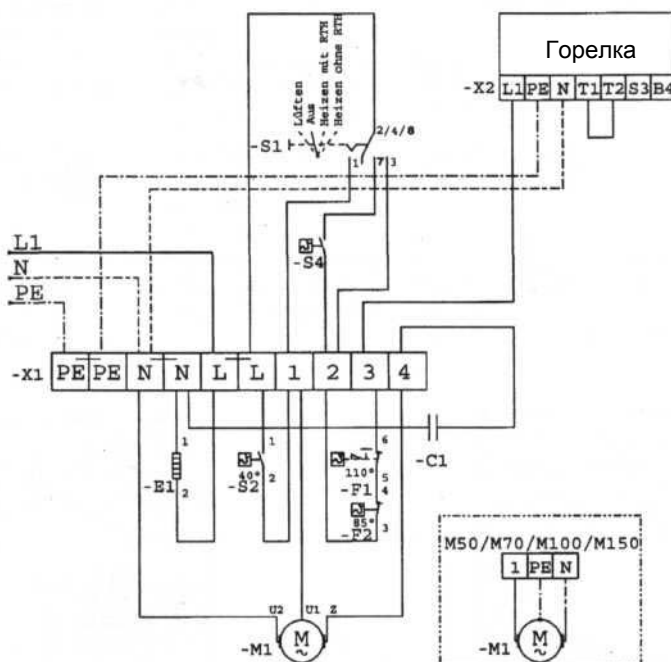 Горелка
-X2 L1 PE N T1 T2 S3 B4
Lüften
Aus
Heizen mit RTH
Heizen ohne RTH
2/4/8
-S1
1 7 3
-S4
L1
N
PE
-X1 PE PE N N L L 1 2 3 4
1
-E1
2
1
40°
-S2
2
6
110°
-F1
5
4
85°
-F2
3
-C1
U2 U1 Z
-M1
M
~
M50/M70/M100/M150
1 PE N
-M1
M
~